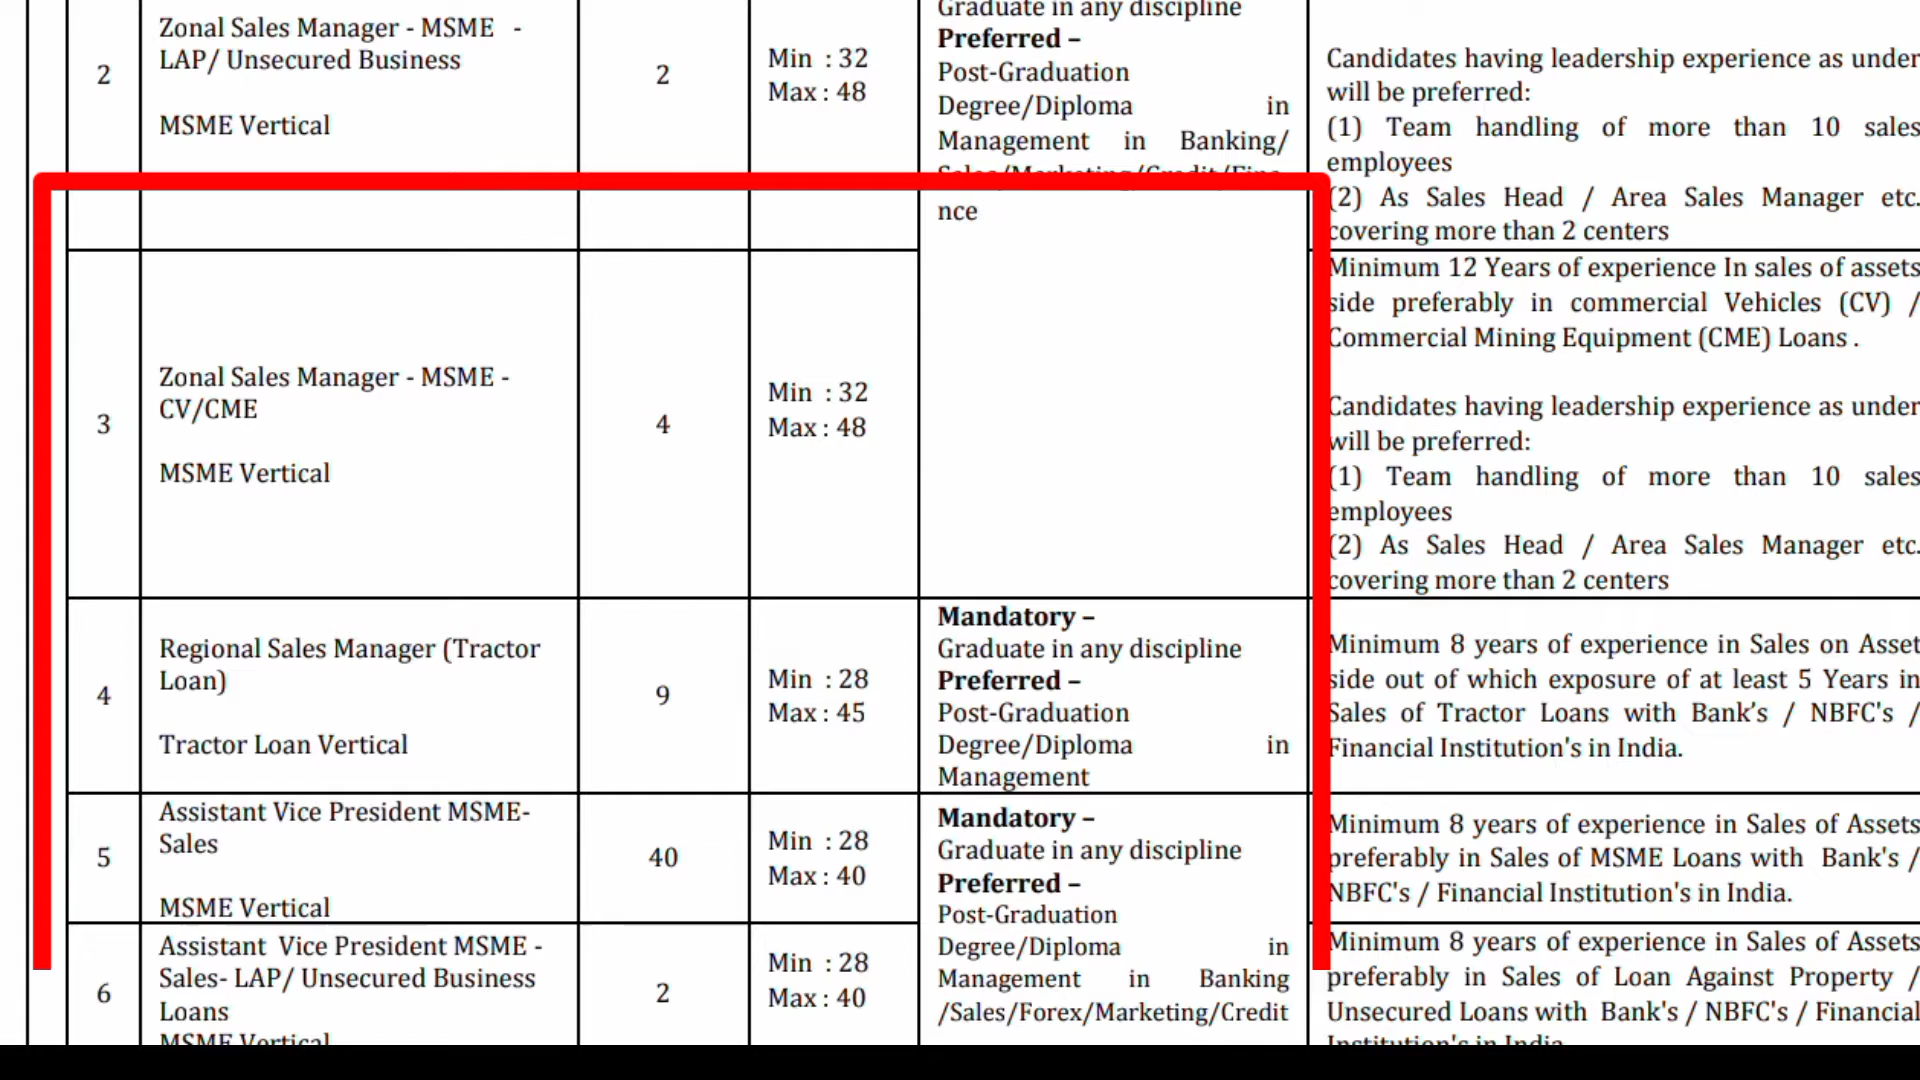 Zonal Sales Manager - MSME -
LAP/ Unsecured Business
MSME Vertical
2
2
Min : 32
Max : 48
Graduate in any discipline
Preferred –
Post-Graduation
Degree/Diploma in
Management in Banking/
Sales/Marketing/Credit/Fina
nce
Candidates having leadership experience as under
will be preferred:
(1) Team handling of more than 10 sales
employees
(2) As Sales Head / Area Sales Manager etc.
covering more than 2 centers
3
Zonal Sales Manager - MSME -
CV/CME
MSME Vertical
4
Min : 32
Max : 48
Minimum 12 Years of experience In sales of assets
side preferably in commercial Vehicles (CV) /
Commercial Mining Equipment (CME) Loans .
Candidates having leadership experience as under
will be preferred:
(1) Team handling of more than 10 sales
employees
(2) As Sales Head / Area Sales Manager etc.
covering more than 2 centers
4
Regional Sales Manager (Tractor
Loan)
Tractor Loan Vertical
9
Min : 28
Max : 45
Mandatory –
Graduate in any discipline
Preferred –
Post-Graduation
Degree/Diploma in
Management
Minimum 8 years of experience in Sales on Asset
side out of which exposure of at least 5 Years in
Sales of Tractor Loans with Bank’s / NBFC's /
Financial Institution's in India.
5
Assistant Vice President MSME-
Sales
MSME Vertical
40
Min : 28
Max : 40
Mandatory –
Graduate in any discipline
Preferred –
Post-Graduation
Degree/Diploma in
Management in Banking
/Sales/Forex/Marketing/Credit
Minimum 8 years of experience in Sales of Assets
preferably in Sales of MSME Loans with Bank's /
NBFC's / Financial Institution's in India.
6
Assistant Vice President MSME -
Sales- LAP/ Unsecured Business
Loans
MSME Vertical
2
Min : 28
Max : 40
Minimum 8 years of experience in Sales of Assets
preferably in Sales of Loan Against Property /
Unsecured Loans with Bank's / NBFC's / Financial
Institution's in India